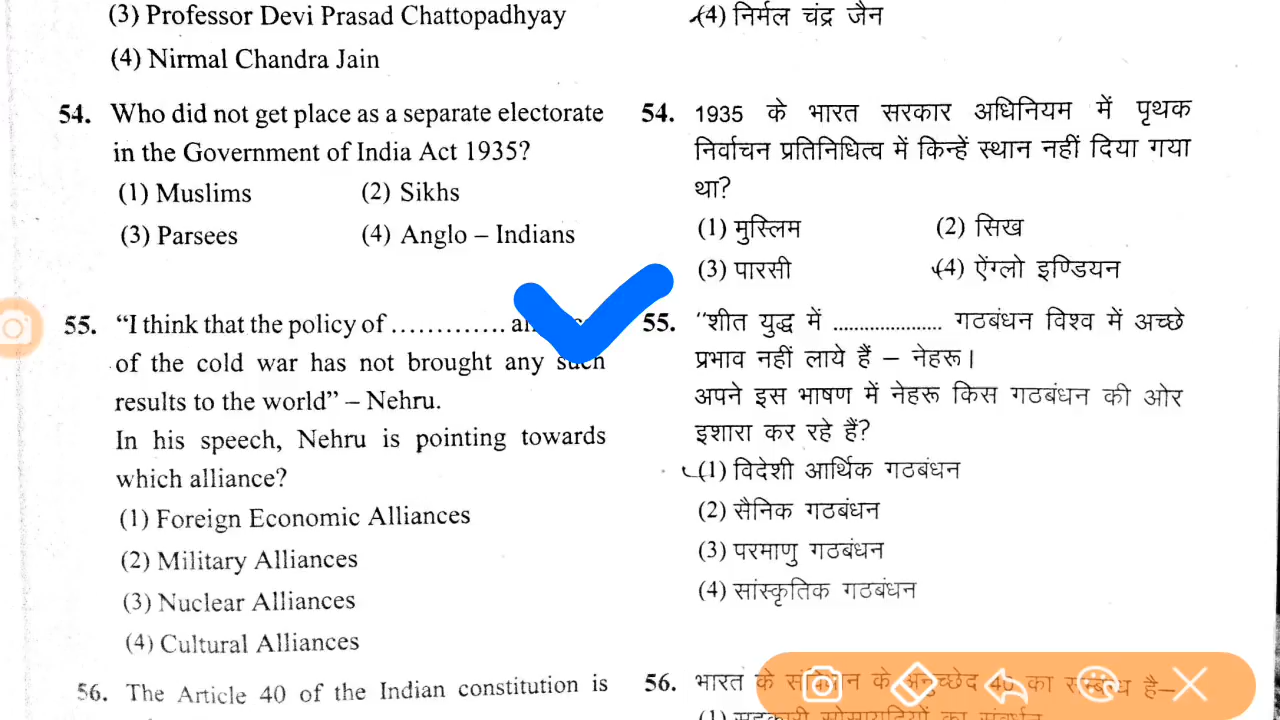 (3) Professor Devi Prasad Chattopadhyay
(4) Nirmal Chandra Jain
54. Who did not get place as a separate electorate
in the Government of India Act 1935?
(1) Muslims (2) Sikhs
(3) Parsees (4) Anglo – Indians
55. “I think that the policy of .............
of the cold war has not brought any such
results to the world” – Nehru.
In his speech, Nehru is pointing towards
which alliance?
(1) Foreign Economic Alliances
(2) Military Alliances
(3) Nuclear Alliances
(4) Cultural Alliances
56. The Article 40 of the Indian constitution is
(4) निर्मल चंद्र जैन
54. 1935 के भारत सरकार अधिनियम में पृथक
निर्वाचन प्रतिनिधित्व में किन्हें स्थान नहीं दिया गया
था?
(1) मुस्लिम (2) सिख
(3) पारसी (4) ऐंग्लो इण्डियन
55. “शीत युद्ध में ..................... गठबंधन विश्व में अच्छे
प्रभाव नहीं लाये हैं – नेहरू।
अपने इस भाषण में नेहरू किस गठबंधन की ओर
इशारा कर रहे हैं?
(1) विदेशी आर्थिक गठबंधन
(2) सैनिक गठबंधन
(3) परमाणु गठबंधन
(4) सांस्कृतिक गठबंधन
56. भारत के संविधान के अनुच्छेद 40 का सम्बन्ध है–